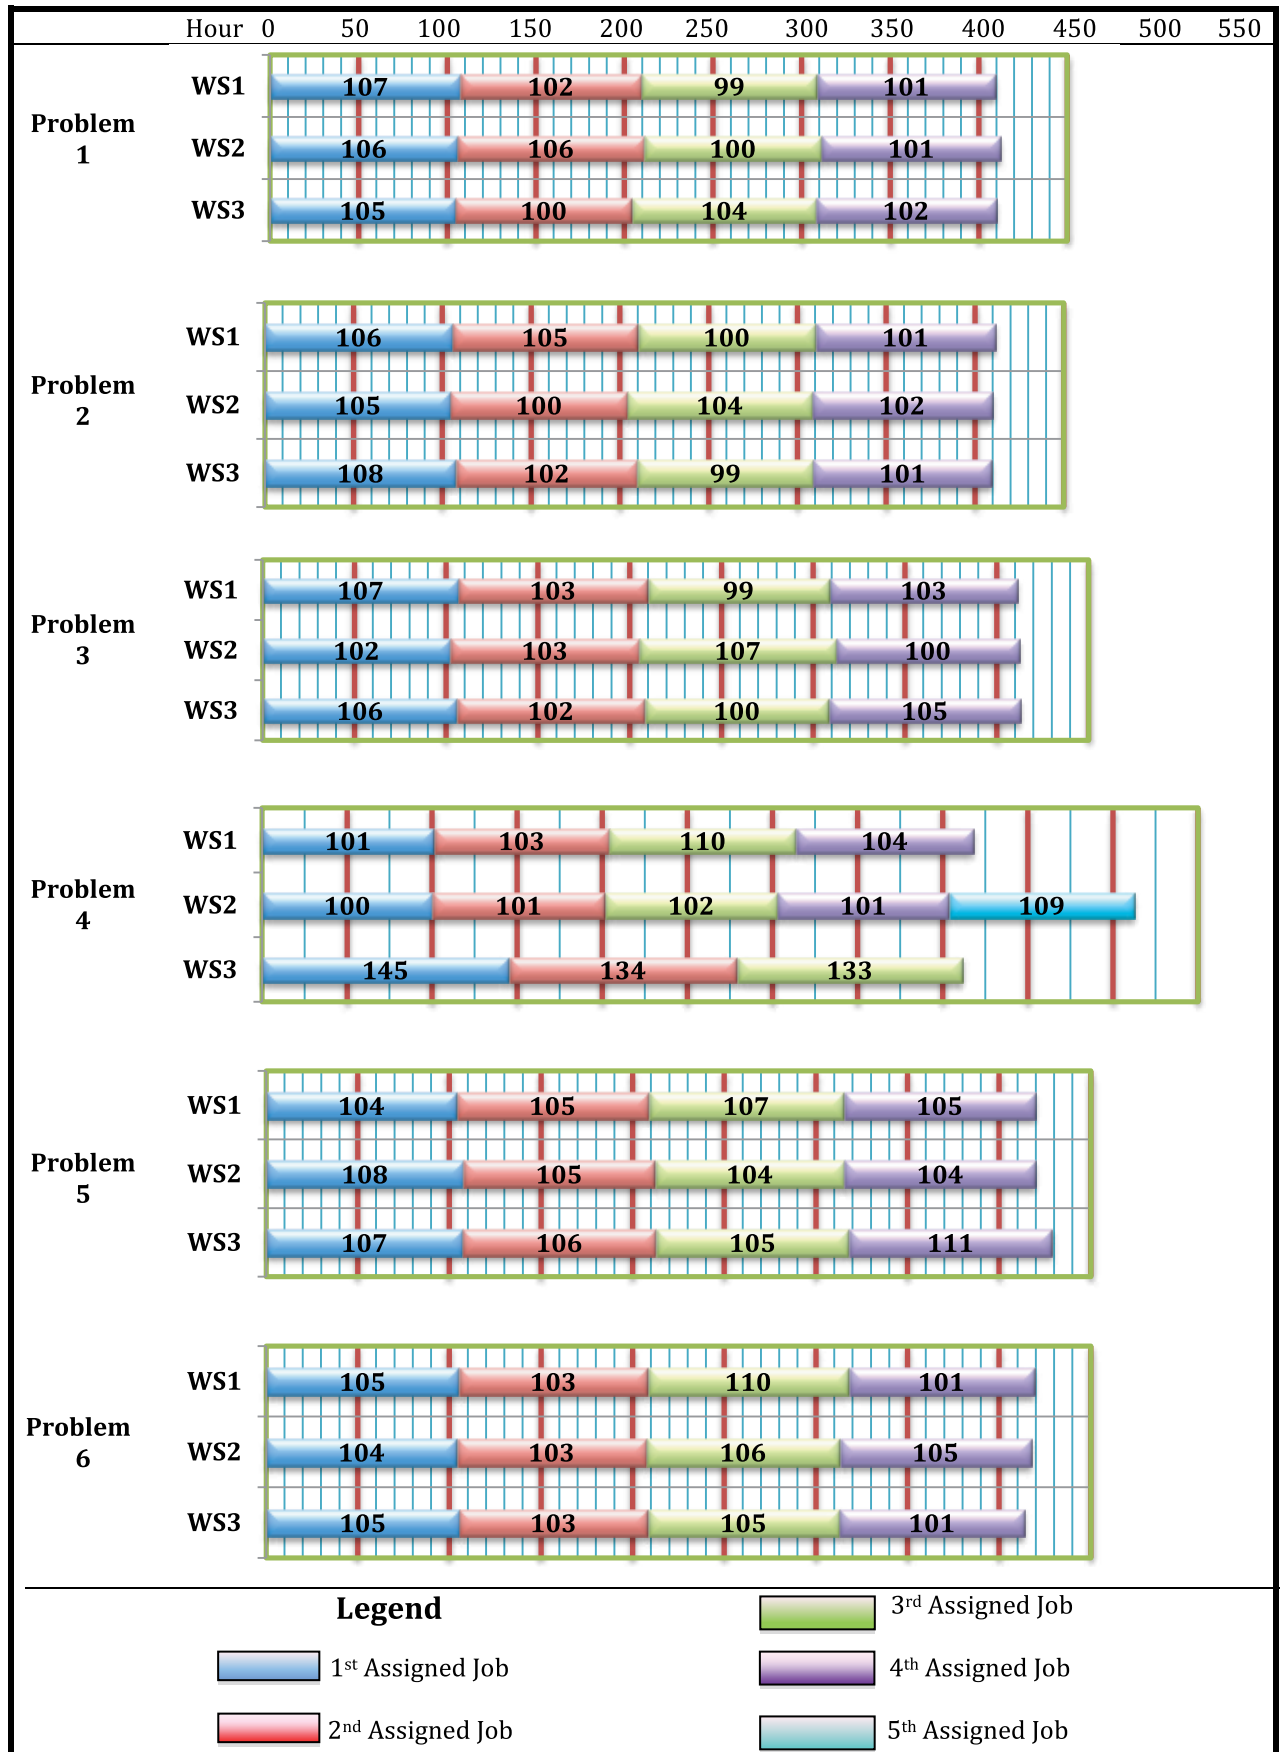 Hour 0 50 100 150 200 250 300 350 400 450 500 550
Problem
1
WS1 107 102 99 101
WS2 106 106 100 101
WS3 105 100 104 102
Problem
2
WS1 106 105 100 101
WS2 105 100 104 102
WS3 108 102 99 101
Problem
3
WS1 107 103 99 103
WS2 102 103 107 100
WS3 106 102 100 105
Problem
4
WS1 101 103 110 104
WS2 100 101 102 101 109
WS3 145 134 133
Problem
5
WS1 104 105 107 105
WS2 108 105 104 104
WS3 107 106 105 111
Problem
6
WS1 105 103 110 101
WS2 104 103 106 105
WS3 105 103 105 101
Legend
1st Assigned Job
2nd Assigned Job
3rd Assigned Job
4th Assigned Job
5th Assigned Job